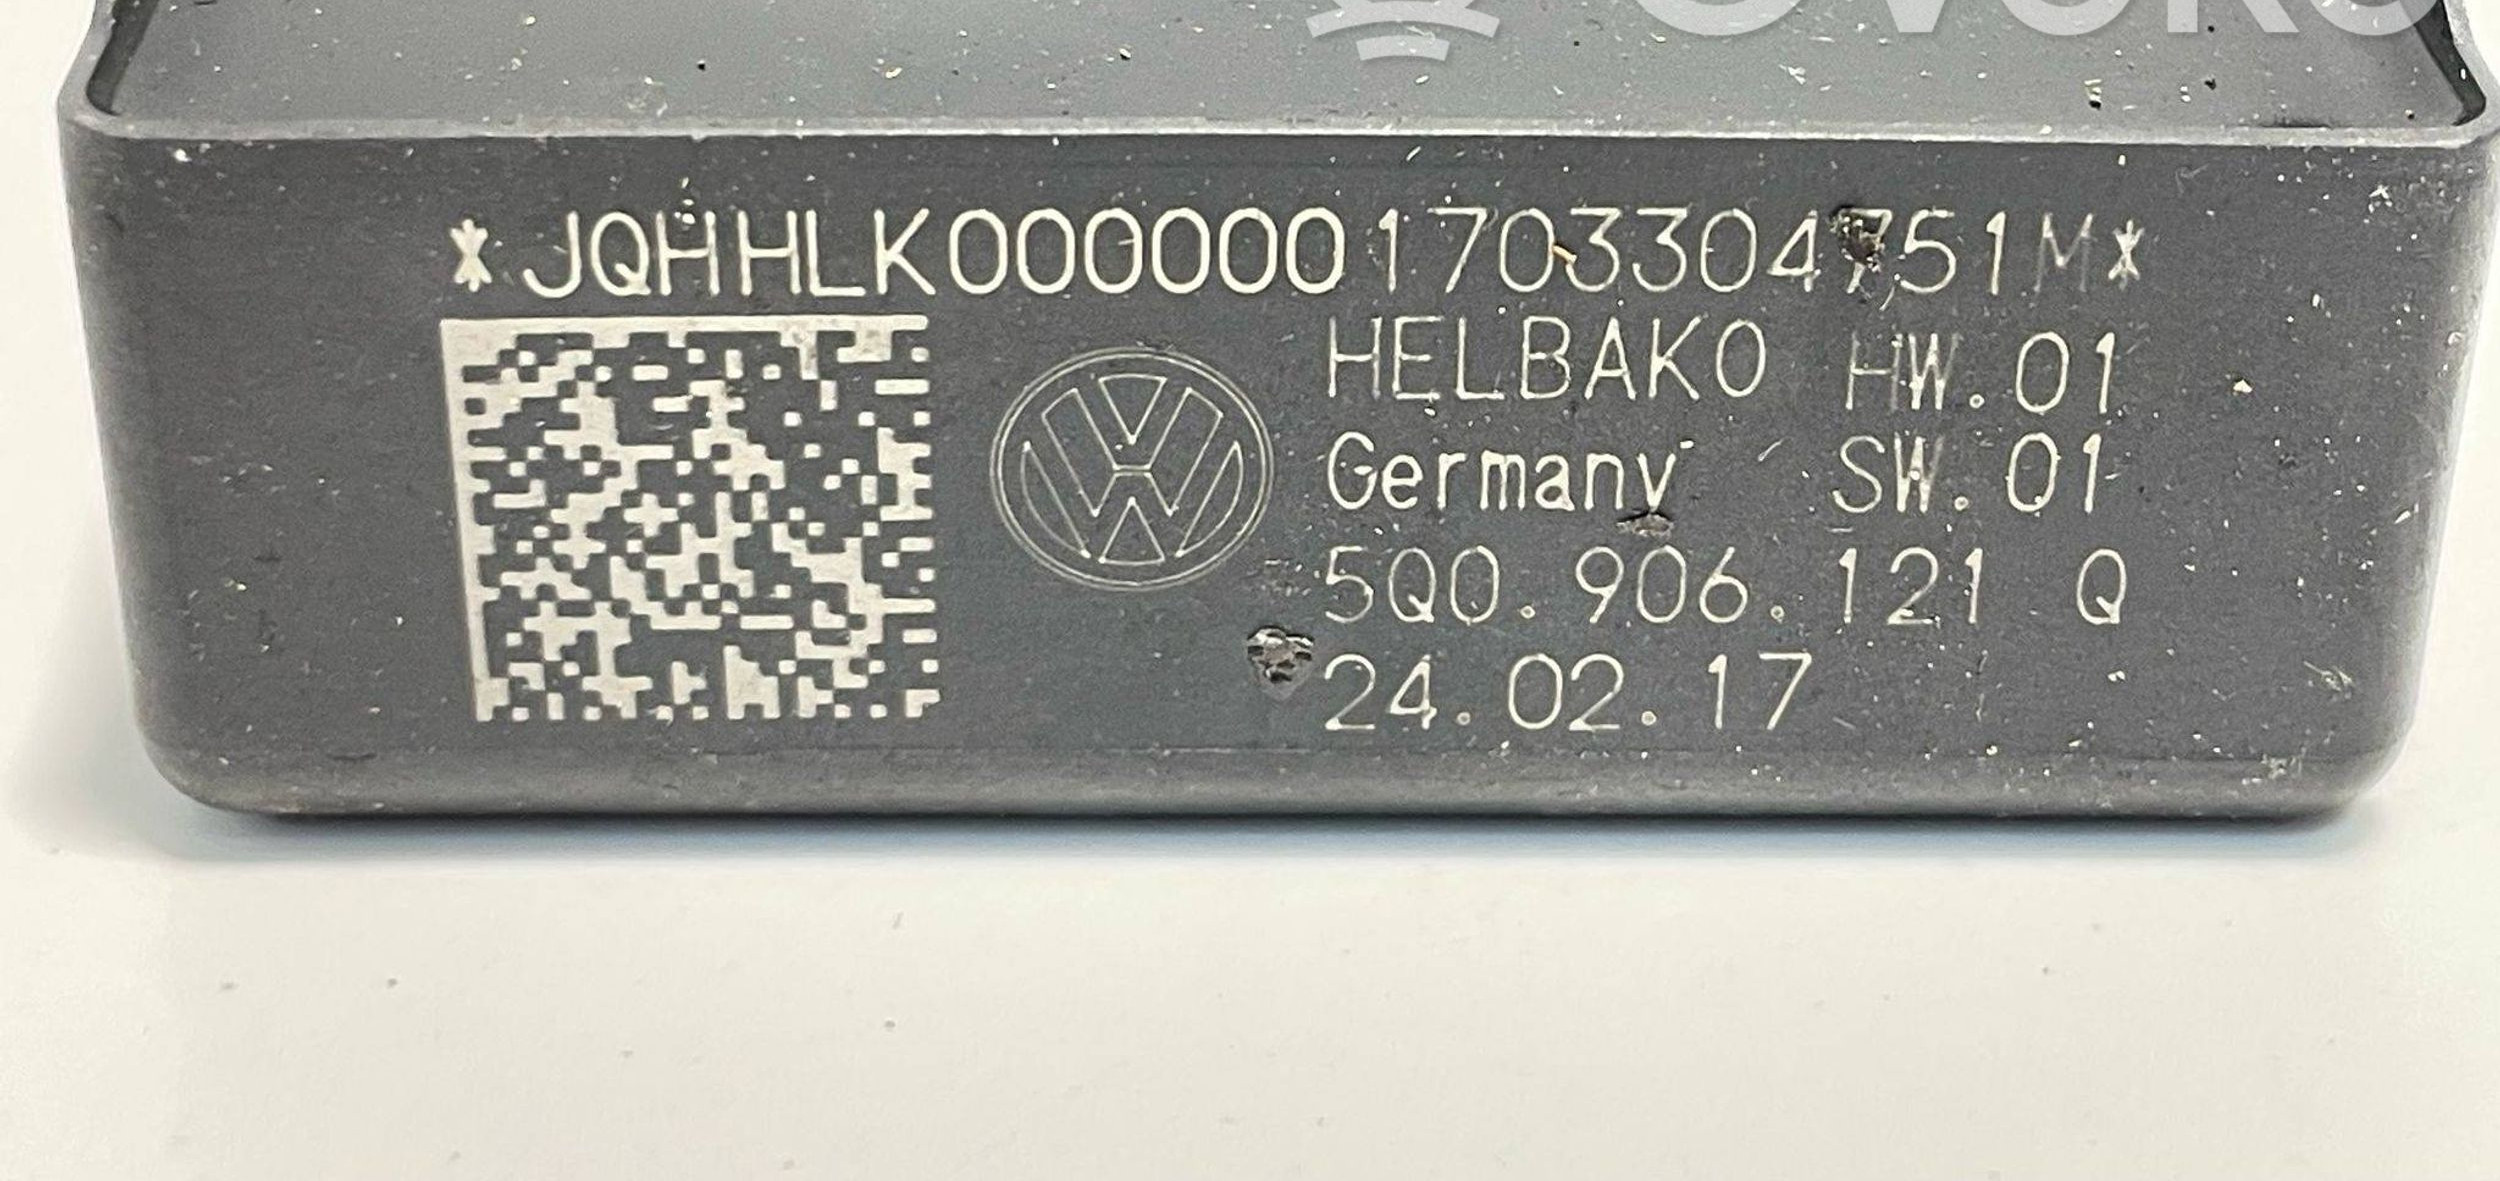 *JQHHLK0000001703304751M*
HELBAKO HW.01
Germany SW.01
5Q0.906.121 Q
24.02.17